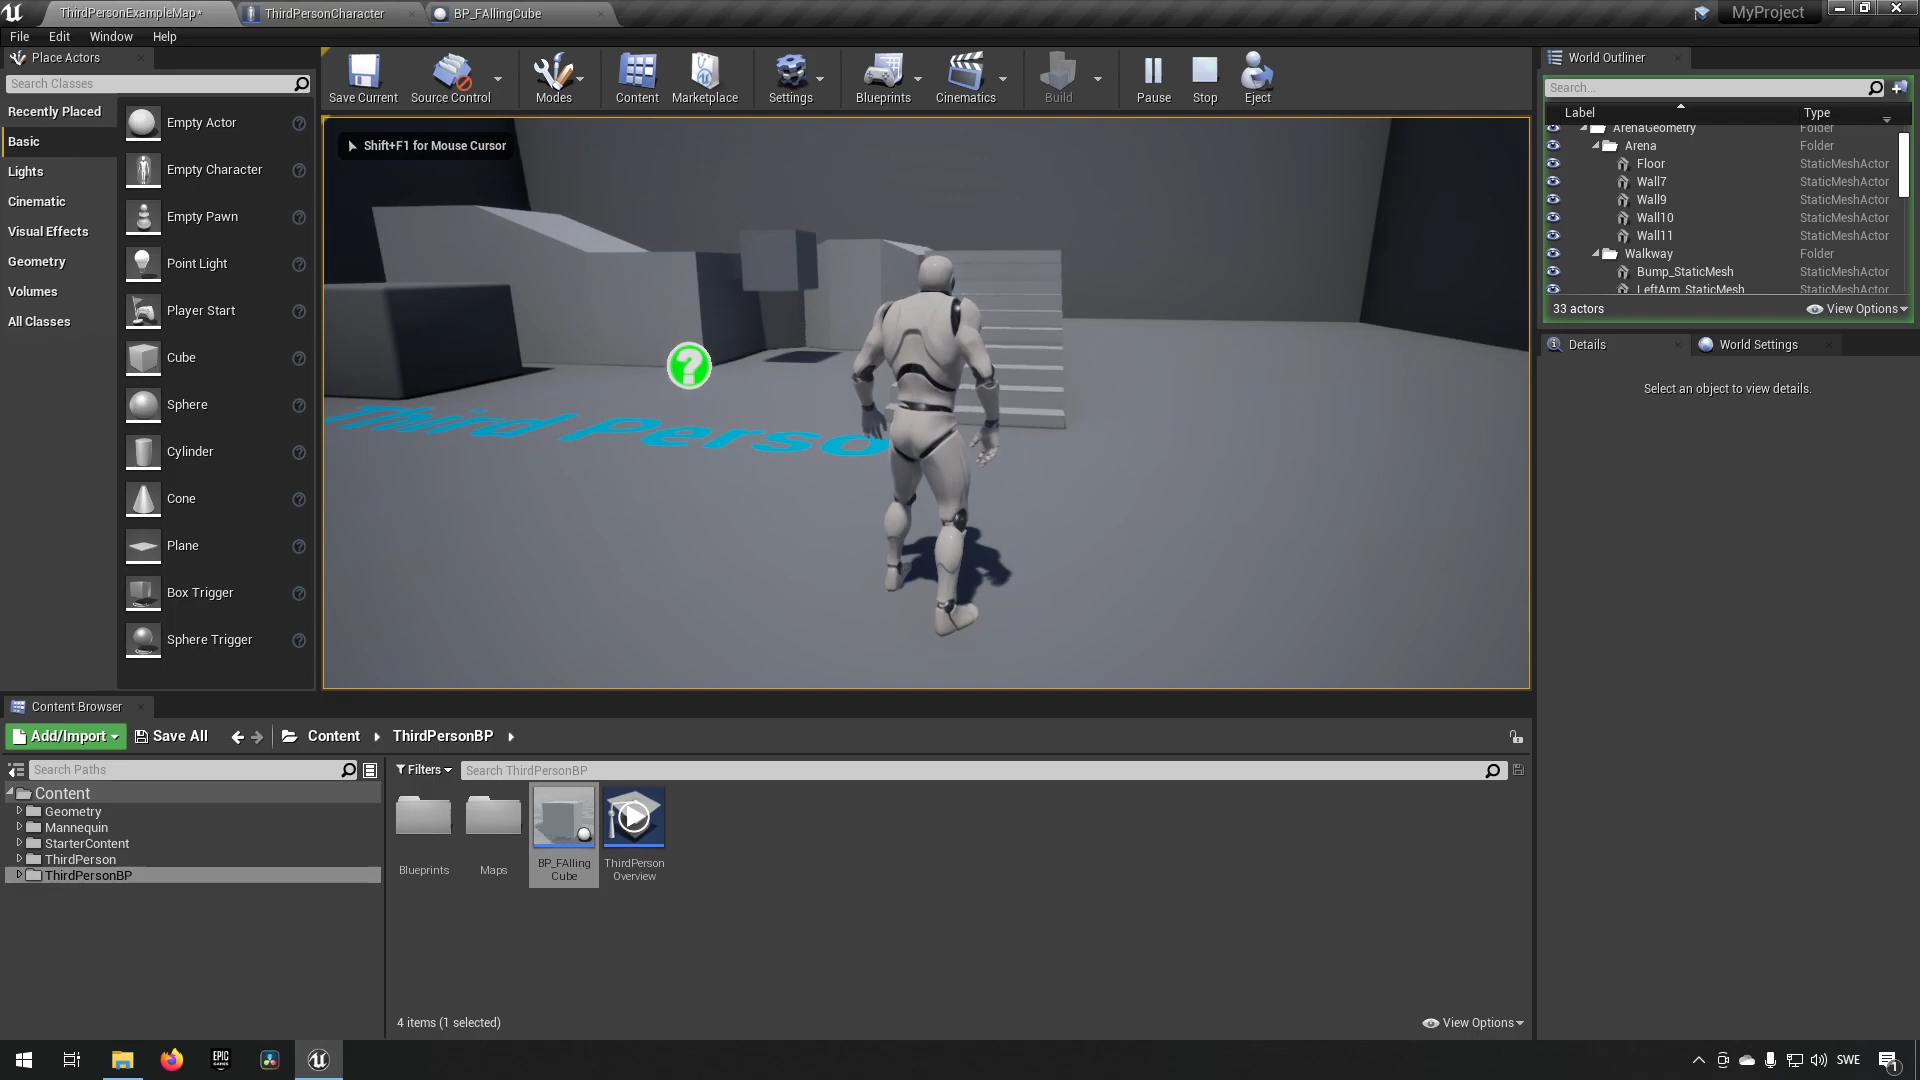 ThirdPersonExampleMap*
ThirdPersonCharacter
BP_FAllingCube
MyProject
File
Edit
Window
Help
Place Actors
Search Classes
Recently Placed
Basic
Lights
Cinematic
Visual Effects
Geometry
Volumes
All Classes
Empty Actor
Empty Character
Empty Pawn
Point Light
Player Start
Cube
Sphere
Cylinder
Cone
Plane
Box Trigger
Sphere Trigger
Save Current
Source Control
Modes
Content
Marketplace
Settings
Blueprints
Cinematics
Build
Pause
Stop
Eject
Shift+F1 for Mouse Cursor
Third Perso
World Outliner
Search...
Label
Type
ArenaGeometry Folder
Arena Folder
Floor StaticMeshActor
Wall7 StaticMeshActor
Wall9 StaticMeshActor
Wall10 StaticMeshActor
Wall11 StaticMeshActor
Walkway Folder
Bump_StaticMesh StaticMeshActor
LeftArm_StaticMesh StaticMeshActor
33 actors
View Options
Details
World Settings
Select an object to view details.
Content Browser
Add/Import
Save All
Content
ThirdPersonBP
Search Paths
Content
Geometry
Mannequin
StarterContent
ThirdPerson
ThirdPersonBP
Filters
Search ThirdPersonBP
Blueprints
Maps
BP_FAlling
Cube
ThirdPerson
Overview
4 items (1 selected)
View Options
EPIC
GAMES
SWE
1